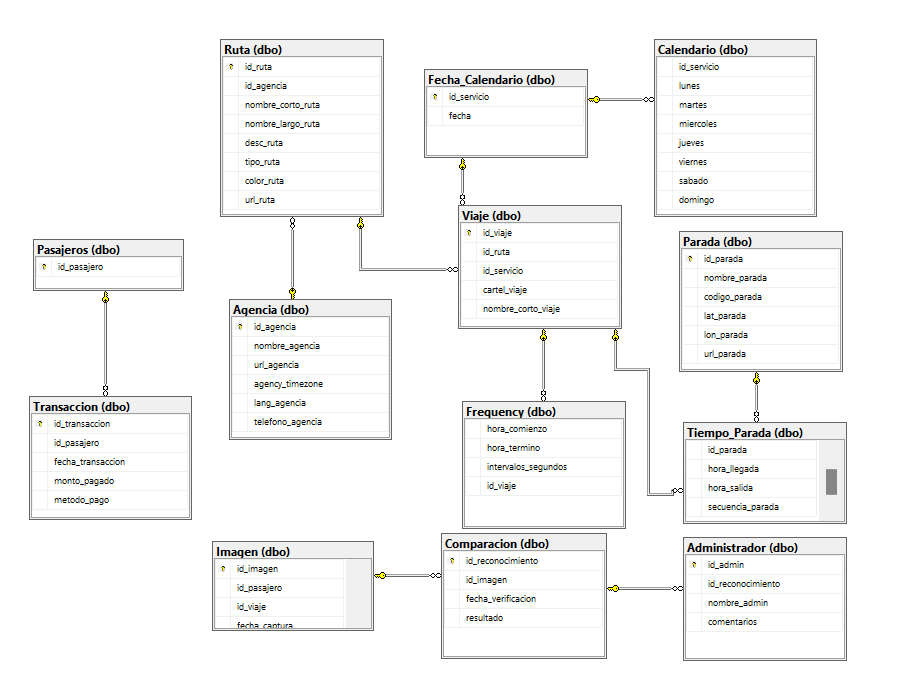 Ruta (dbo)
id_ruta
id_agencia
nombre_corto_ruta
nombre_largo_ruta
desc_ruta
tipo_ruta
color_ruta
url_ruta
Fecha_Calendario (dbo)
id_servicio
fecha
Calendario (dbo)
id_servicio
lunes
martes
miercoles
jueves
viernes
sabado
domingo
Pasajeros (dbo)
id_pasajero
Viaje (dbo)
id_viaje
id_ruta
id_servicio
cartel_viaje
nombre_corto_viaje
Parada (dbo)
id_parada
nombre_parada
codigo_parada
lat_parada
lon_parada
url_parada
Agencia (dbo)
id_agencia
nombre_agencia
url_agencia
agency_timezone
lang_agencia
telefono_agencia
Transaccion (dbo)
id_transaccion
id_pasajero
fecha_transaccion
monto_pagado
metodo_pago
Frequency (dbo)
hora_comienzo
hora_termino
intervalos_segundos
id_viaje
Tiempo_Parada (dbo)
id_parada
hora_llegada
hora_salida
secuencia_parada
Imagen (dbo)
id_imagen
id_pasajero
id_viaje
fecha_captura
Comparacion (dbo)
id_reconocimiento
id_imagen
fecha_verificacion
resultado
Administrador (dbo)
id_admin
id_reconocimiento
nombre_admin
comentarios